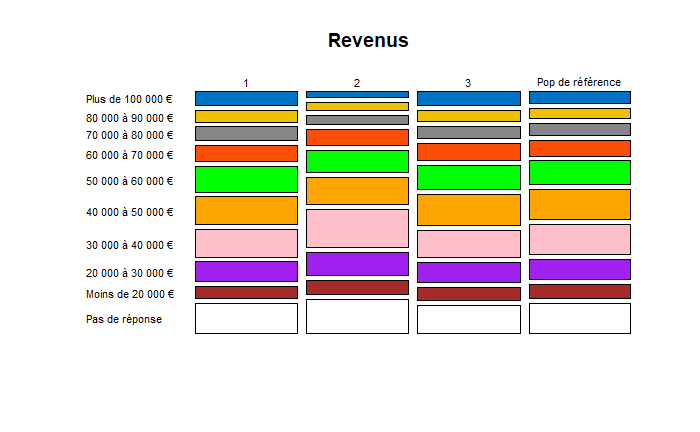 Revenus
1 2 3 Pop de référence
Plus de 100 000 €
80 000 à 90 000 €
70 000 à 80 000 €
60 000 à 70 000 €
50 000 à 60 000 €
40 000 à 50 000 €
30 000 à 40 000 €
20 000 à 30 000 €
Moins de 20 000 €
Pas de réponse